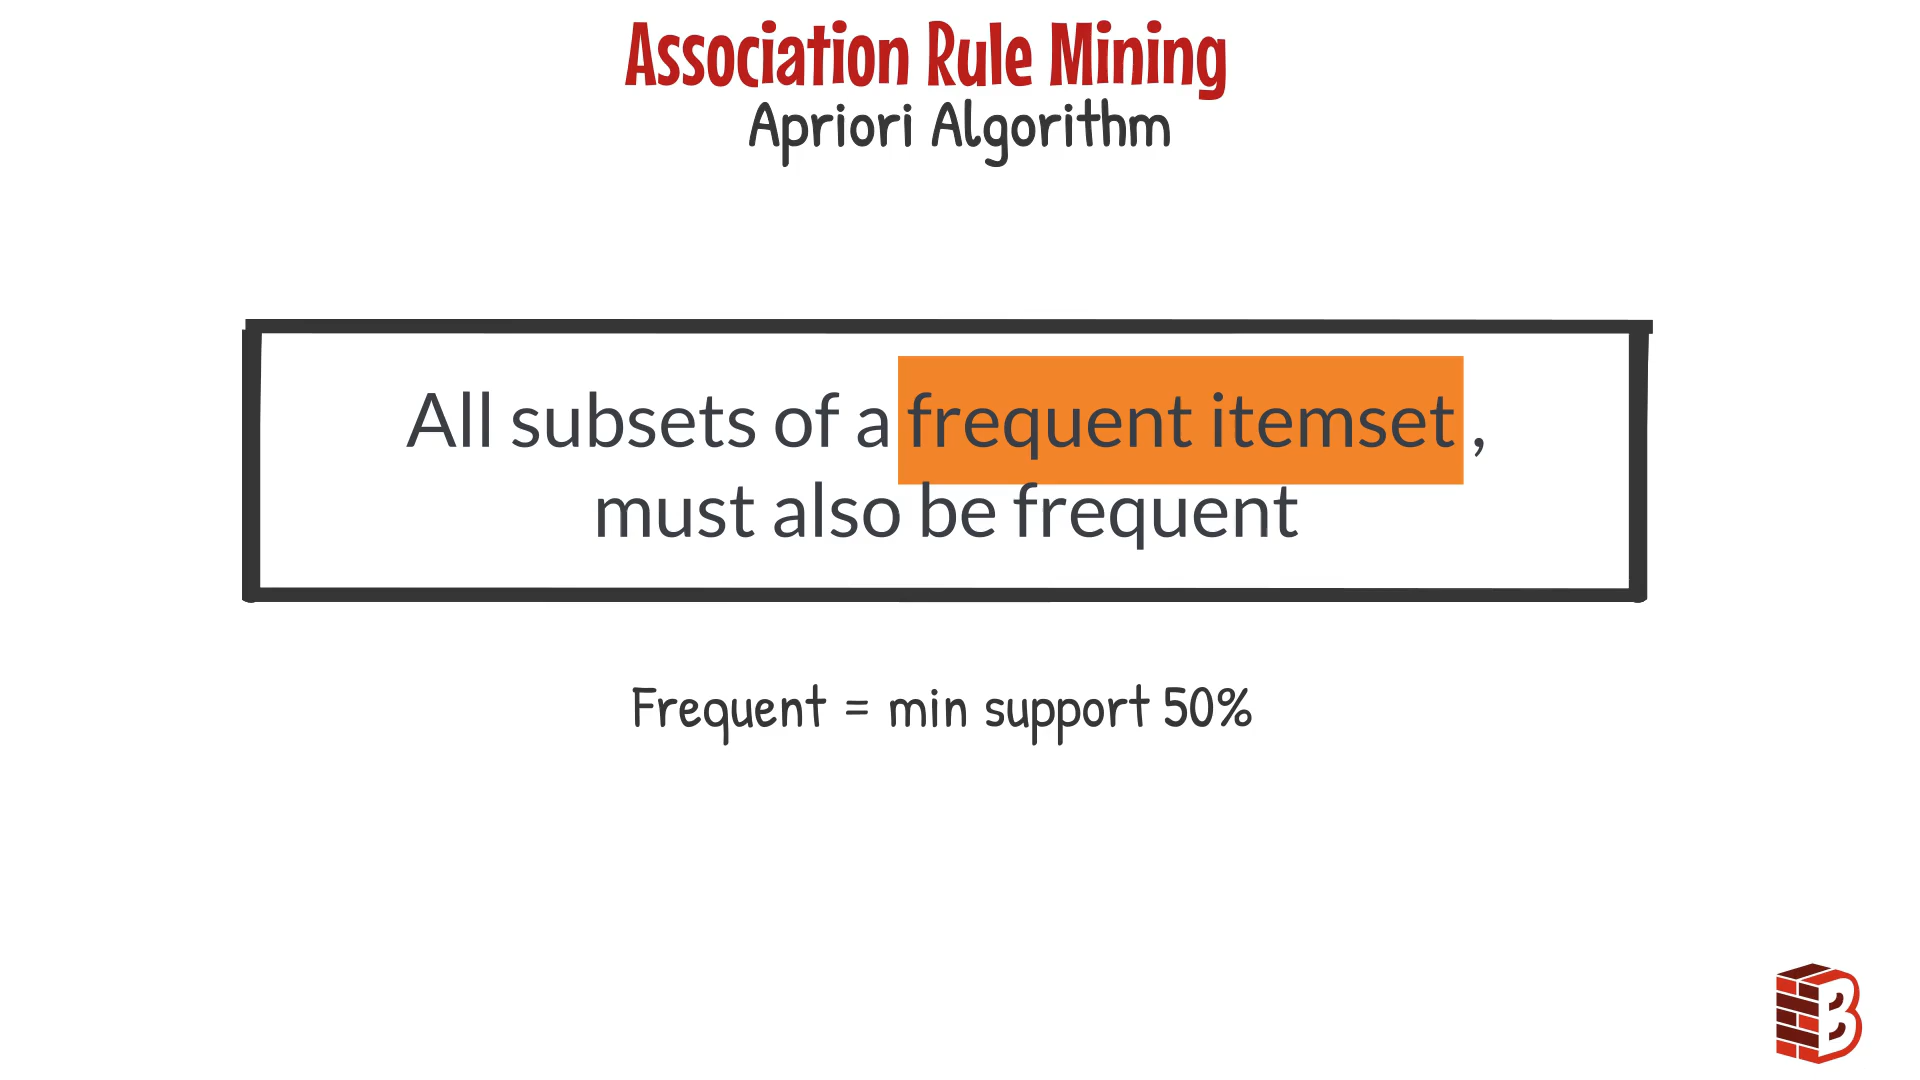 Association Rule Mining
Apriori Algorithm
All subsets of a frequent itemset ,
must also be frequent
Frequent = min support 50%
B